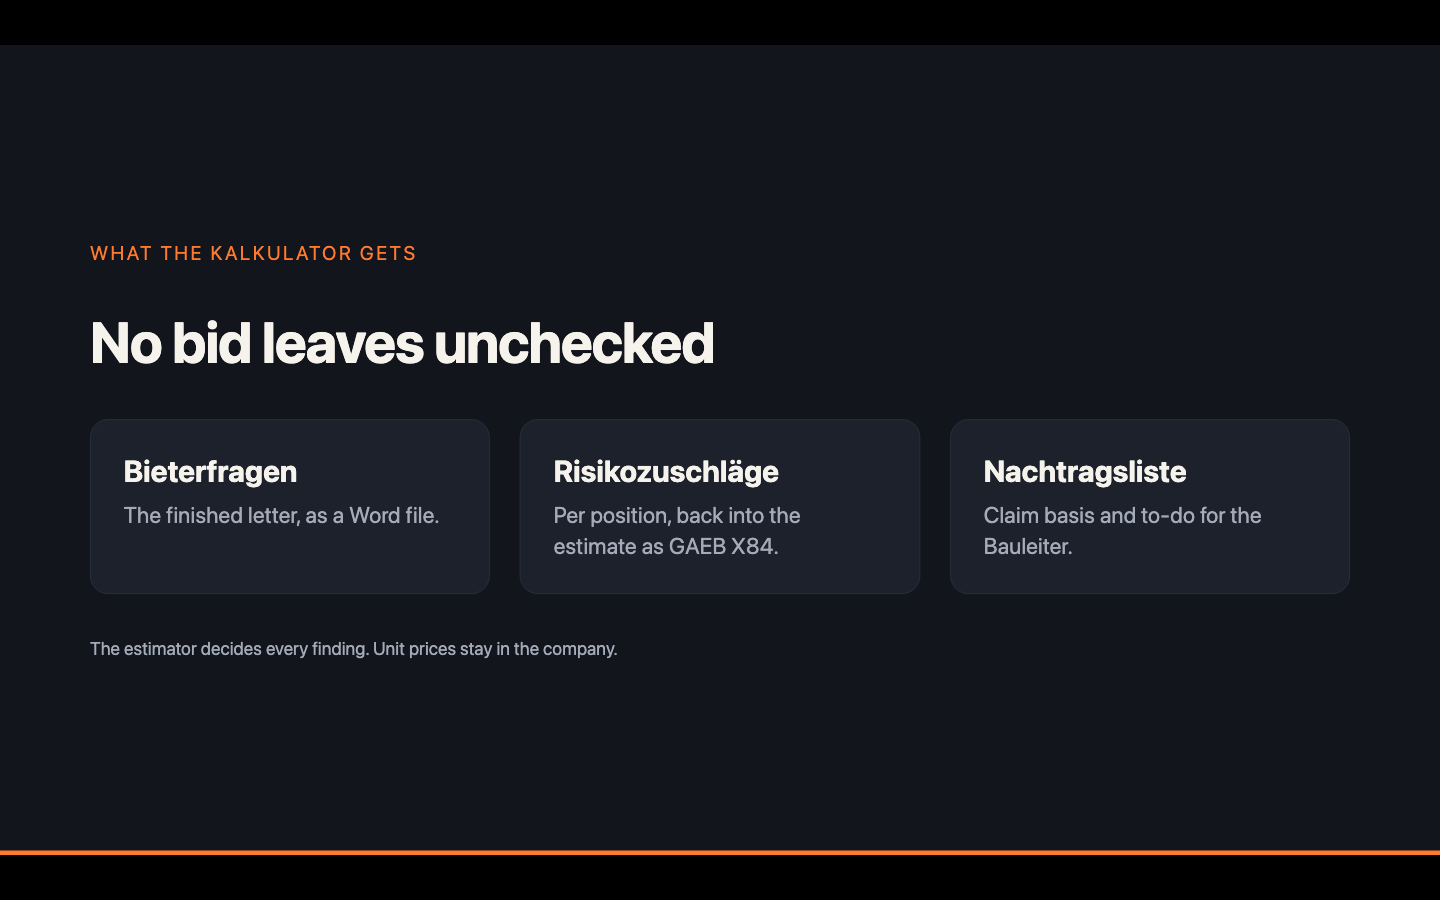 WHAT THE KALKULATOR GETS
No bid leaves unchecked
Bieterfragen
The finished letter, as a Word file.
Risikozuschläge
Per position, back into the
estimate as GAEB X84.
Nachtragsliste
Claim basis and to-do for the
Bauleiter.
The estimator decides every finding. Unit prices stay in the company.